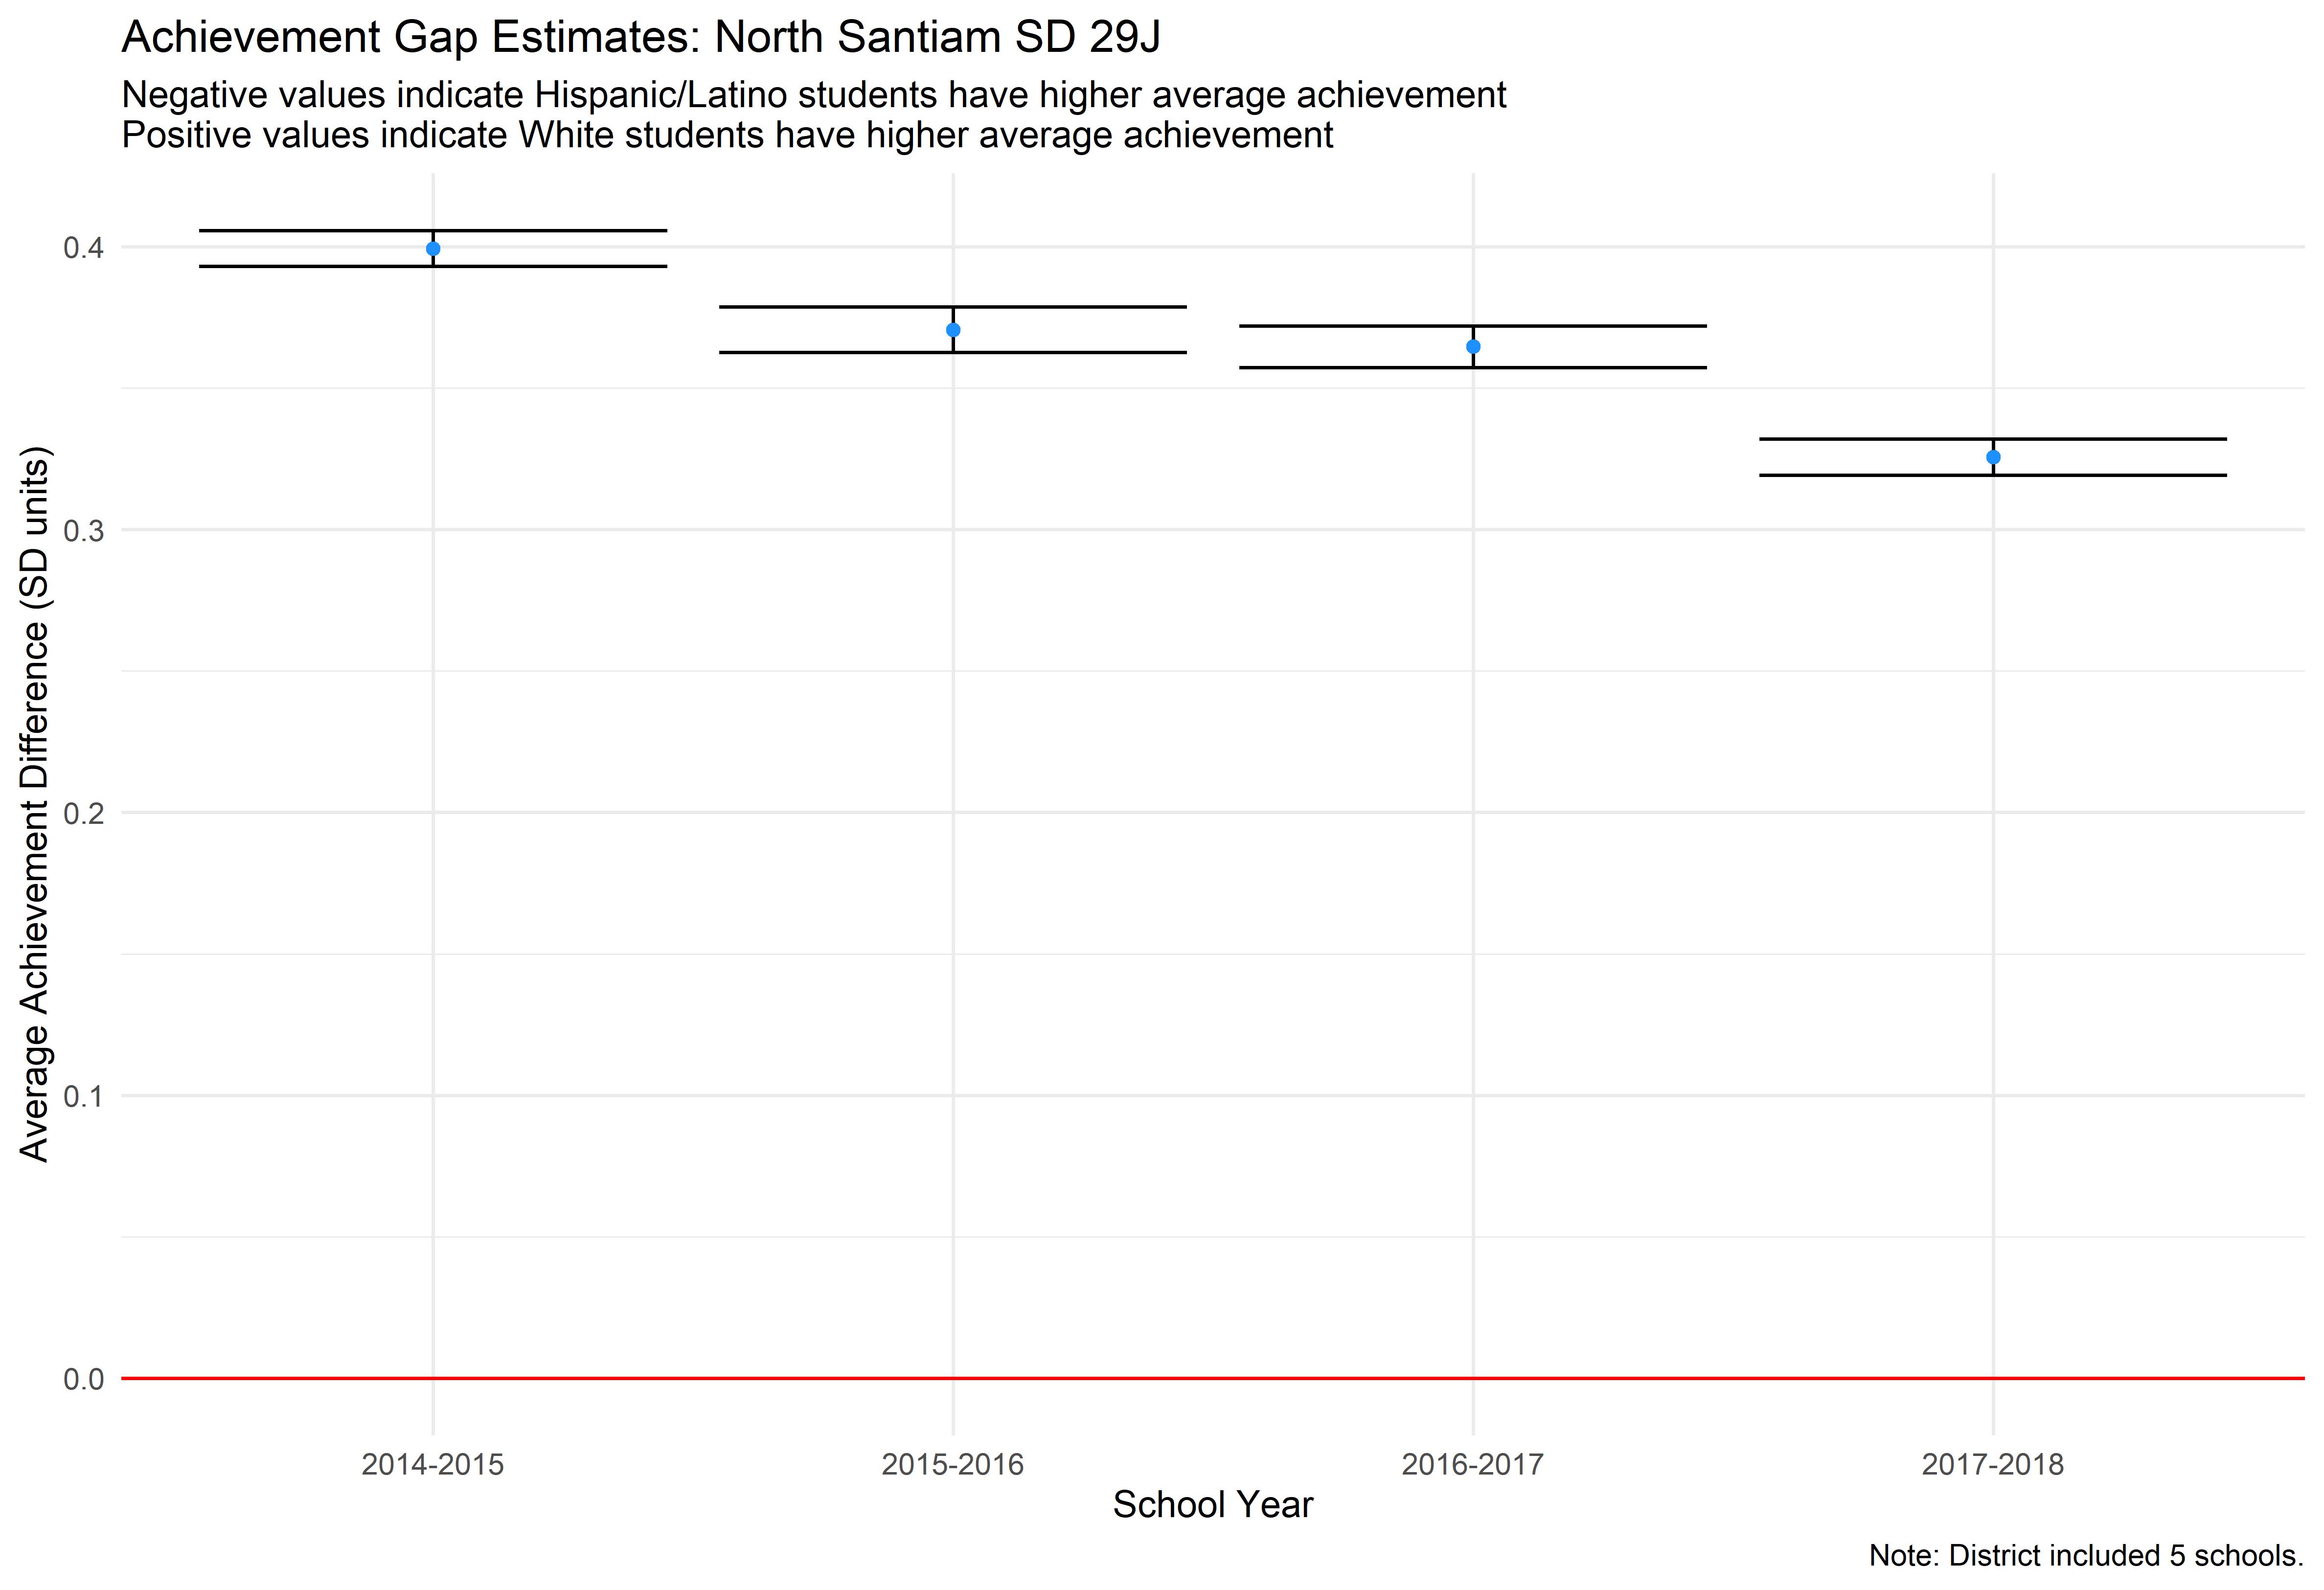 Achievement Gap Estimates: North Santiam SD 29J
Negative values indicate Hispanic/Latino students have higher average achievement
Positive values indicate White students have higher average achievement
Average Achievement Difference (SD units)
0.4
0.3
0.2
0.1
0.0
2014-2015
2015-2016
2016-2017
2017-2018
School Year
Note: District included 5 schools.